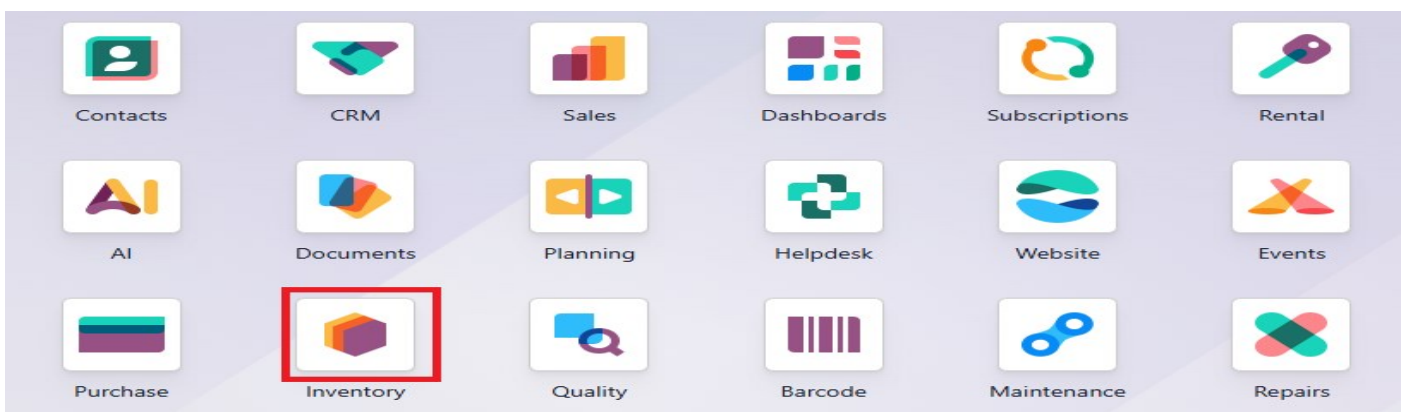 Contacts CRM Sales Dashboards Subscriptions Rental
AI Documents Planning Helpdesk Website Events
Purchase Inventory Quality Barcode Maintenance Repairs